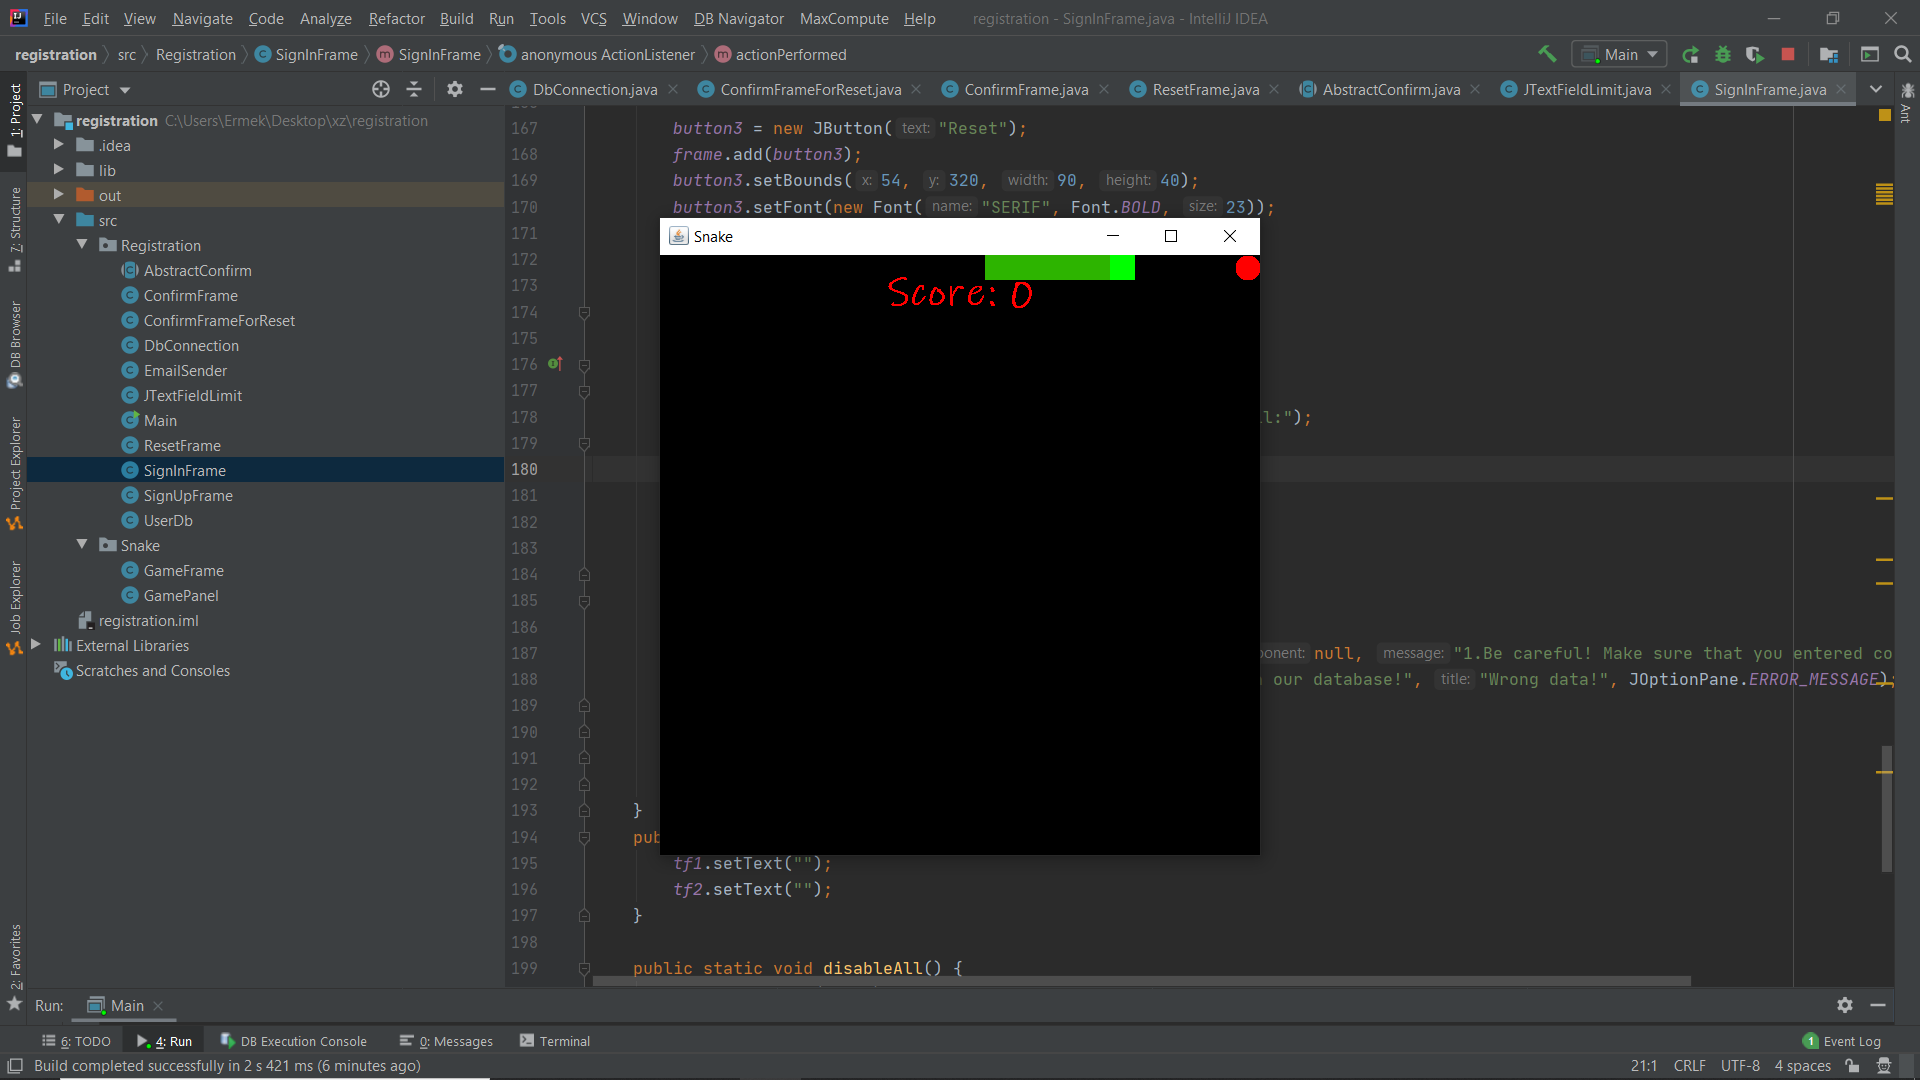 File Edit View Navigate Code Analyze Refactor Build Run Tools VCS Window DB Navigator MaxCompute Help registration - SignInFrame.java - IntelliJ IDEA
registration src Registration SignInFrame SignInFrame anonymous ActionListener actionPerformed Main
Project DbConnection.java ConfirmFrameForReset.java ConfirmFrame.java ResetFrame.java AbstractConfirm.java JTextFieldLimit.java SignInFrame.java
1: Project
7: Structure
DB Browser
Project Explorer
Job Explorer
2: Favorites
Ant
registration C:\Users\Ermek\Desktop\xz\registration
.idea
lib
out
src
Registration
AbstractConfirm
ConfirmFrame
ConfirmFrameForReset
DbConnection
EmailSender
JTextFieldLimit
Main
ResetFrame
SignInFrame
SignUpFrame
UserDb
Snake
GameFrame
GamePanel
registration.iml
External Libraries
Scratches and Consoles
167 button3 = new JButton( text: "Reset");
168 frame.add(button3);
169 button3.setBounds( x: 54, y: 320, width: 90, height: 40);
170 button3.setFont(new Font( name: "SERIF", Font.BOLD, size: 23));
171
172
173
174
175
176
177
178 l:");
179
180
181
182
183
184
185
186
187 ponent: null, message: "1.Be careful! Make sure that you entered co
188 our database!", title: "Wrong data!", JOptionPane.ERROR_MESSAGE);
189
190
191
192
193 }
194 pub
195 tf1.setText("");
196 tf2.setText("");
197 }
198
199 public static void disableAll() {
Snake
Score: 0
Run: Main
6: TODO 4: Run DB Execution Console 0: Messages Terminal 1 Event Log
Build completed successfully in 2 s 421 ms (6 minutes ago) 21:1 CRLF UTF-8 4 spaces